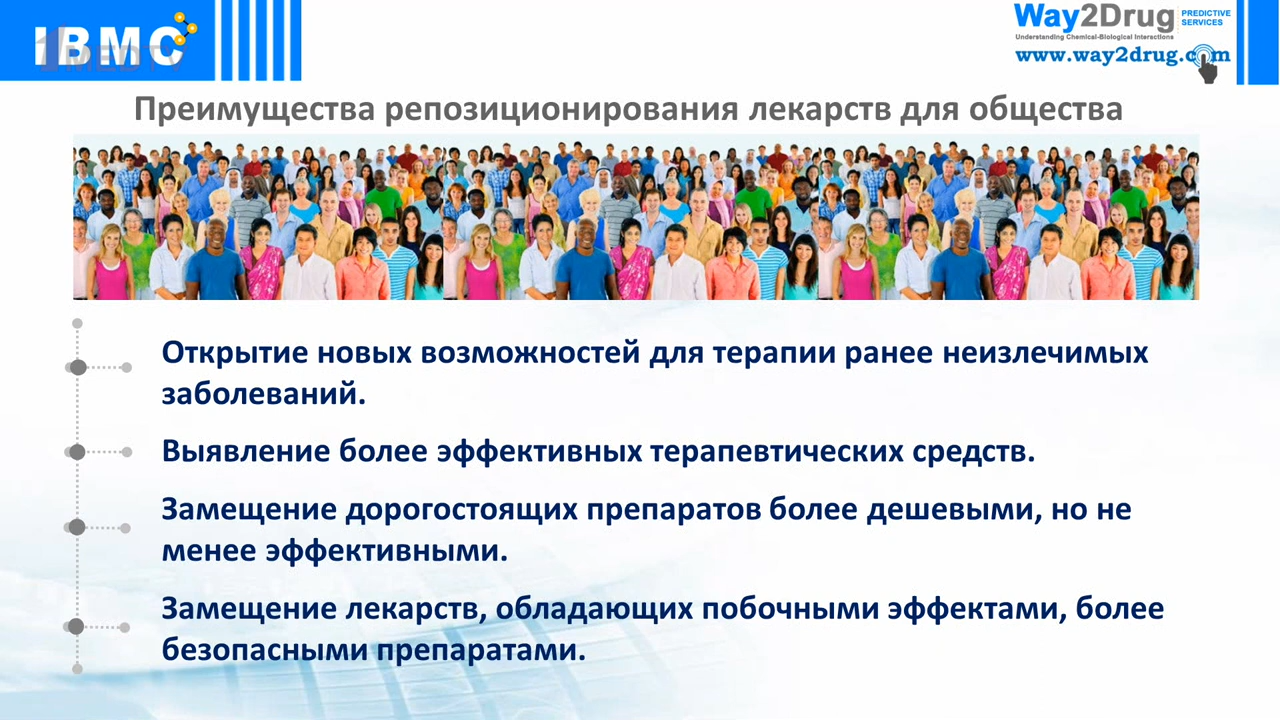 IBMC
1MEDTV
Way2Drug
PREDICTIVE
SERVICES
Understanding Chemical-Biological Interactions
www.way2drug.com
Преимущества репозиционирования лекарств для общества
Открытие новых возможностей для терапии ранее неизлечимых
заболеваний.
Выявление более эффективных терапевтических средств.
Замещение дорогостоящих препаратов более дешевыми, но не
менее эффективными.
Замещение лекарств, обладающих побочными эффектами, более
безопасными препаратами.